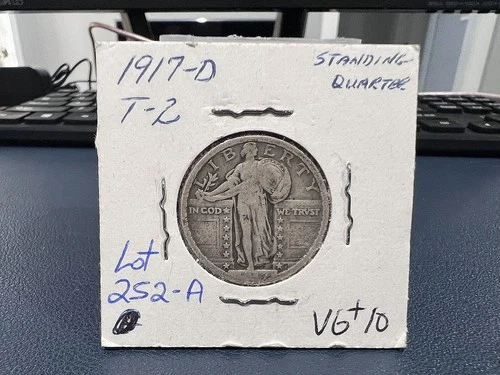 1917-D
T-2
STANDING
QUARTER
LIBERTY
IN GOD WE TRUST
Lot
252-A
VG+10